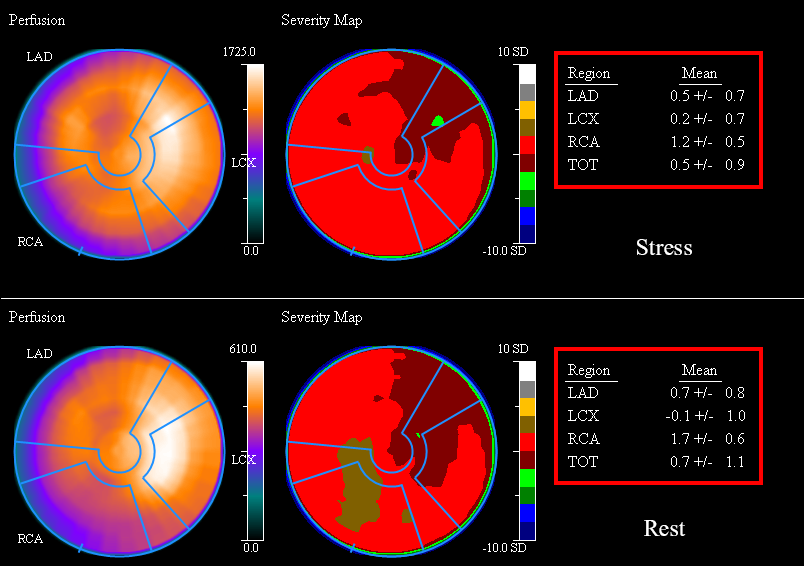 Perfusion
Severity Map
LAD
1725.0
10 SD
LCX
RCA
0.0
-10.0 SD
Region Mean
LAD 0.5 +/- 0.7
LCX 0.2 +/- 0.7
RCA 1.2 +/- 0.5
TOT 0.5 +/- 0.9
Stress
Perfusion
Severity Map
LAD
610.0
10 SD
LCX
RCA
0.0
-10.0 SD
Region Mean
LAD 0.7 +/- 0.8
LCX -0.1 +/- 1.0
RCA 1.7 +/- 0.6
TOT 0.7 +/- 1.1
Rest